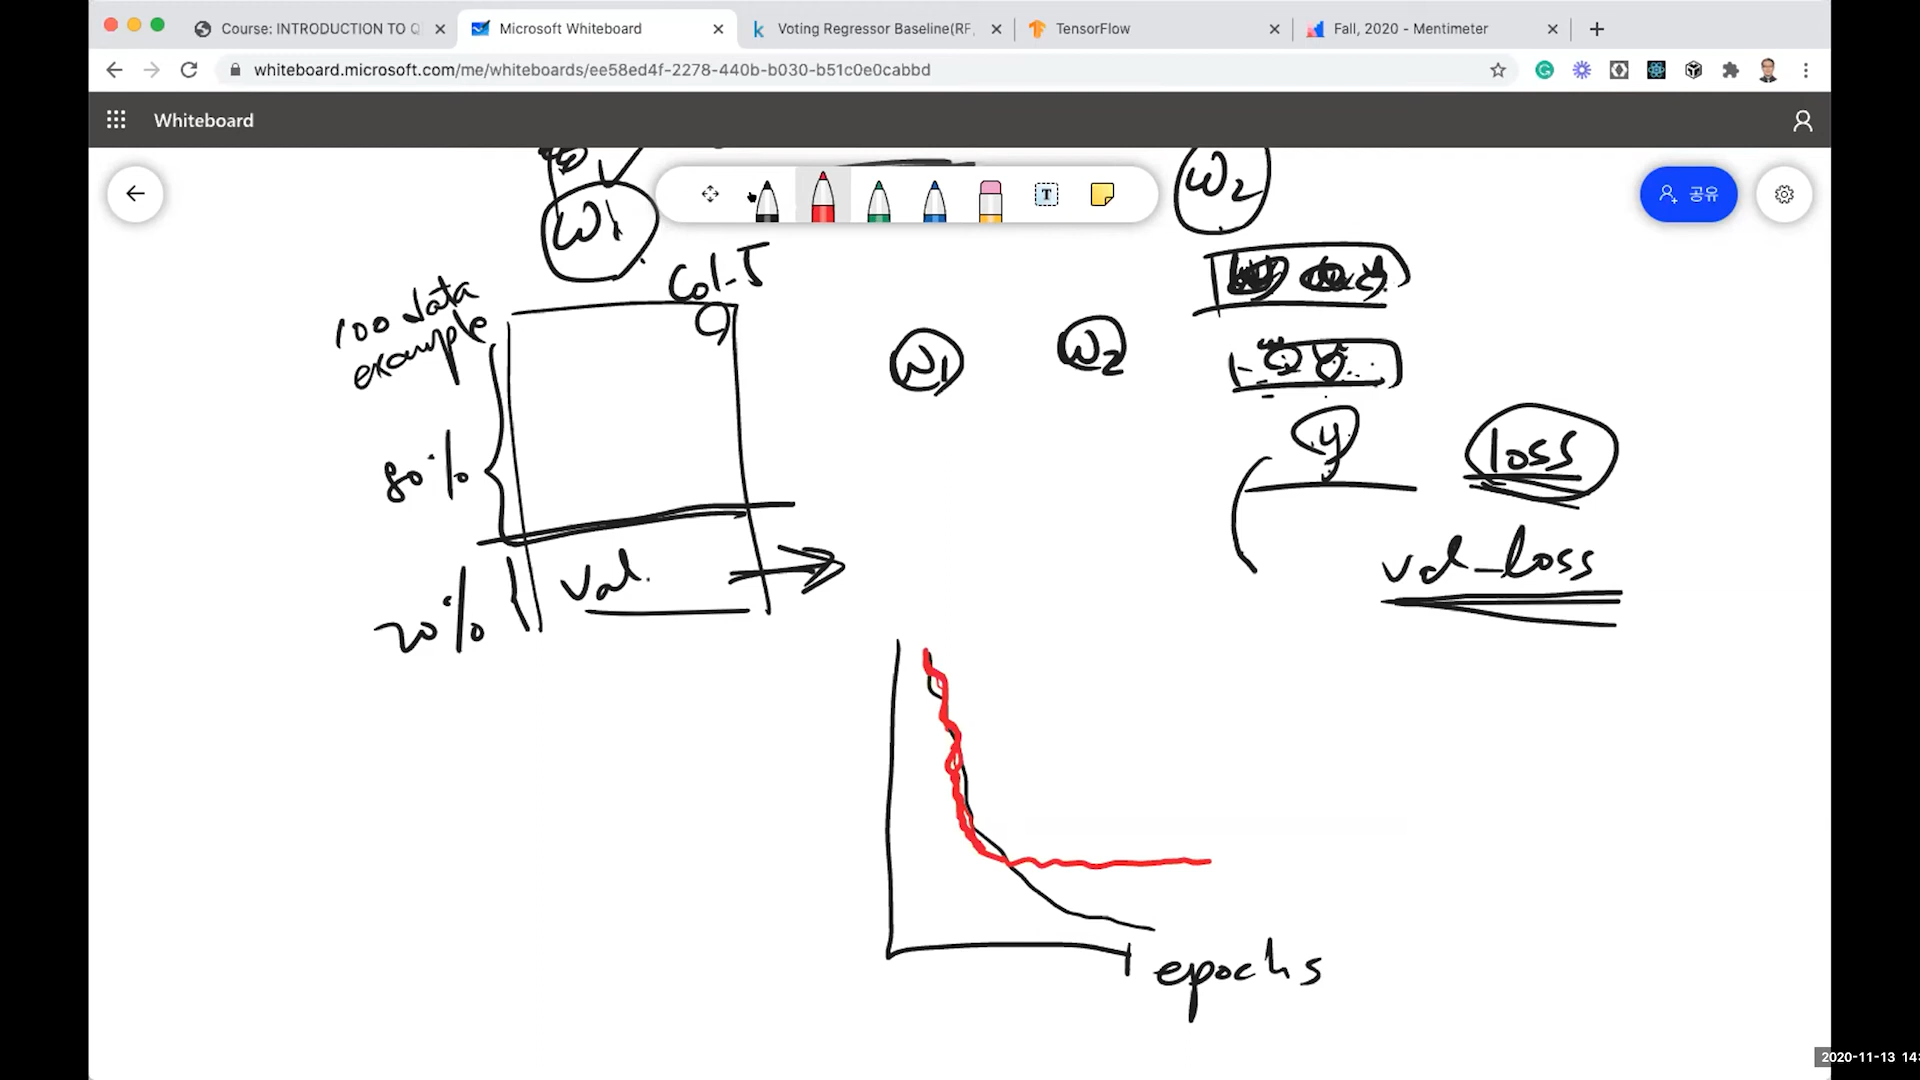 Course: INTRODUCTION TO Q
Microsoft Whiteboard
Voting Regressor Baseline(RF,
TensorFlow
Fall, 2020 - Mentimeter
whiteboard.microsoft.com/me/whiteboards/ee58ed4f-2278-440b-b030-b51c0e0cabbd
Whiteboard
공유
T
W1
W2
Col-5
100 data
example
W1
W2
y
loss
80%
val_loss
Val.
20%
epochs
2020-11-13 14: